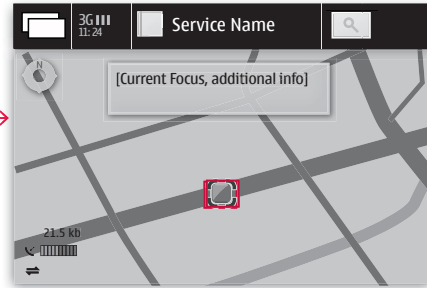 3G
11:24
Service Name
N
[Current Focus, additional info]
21.5 kb